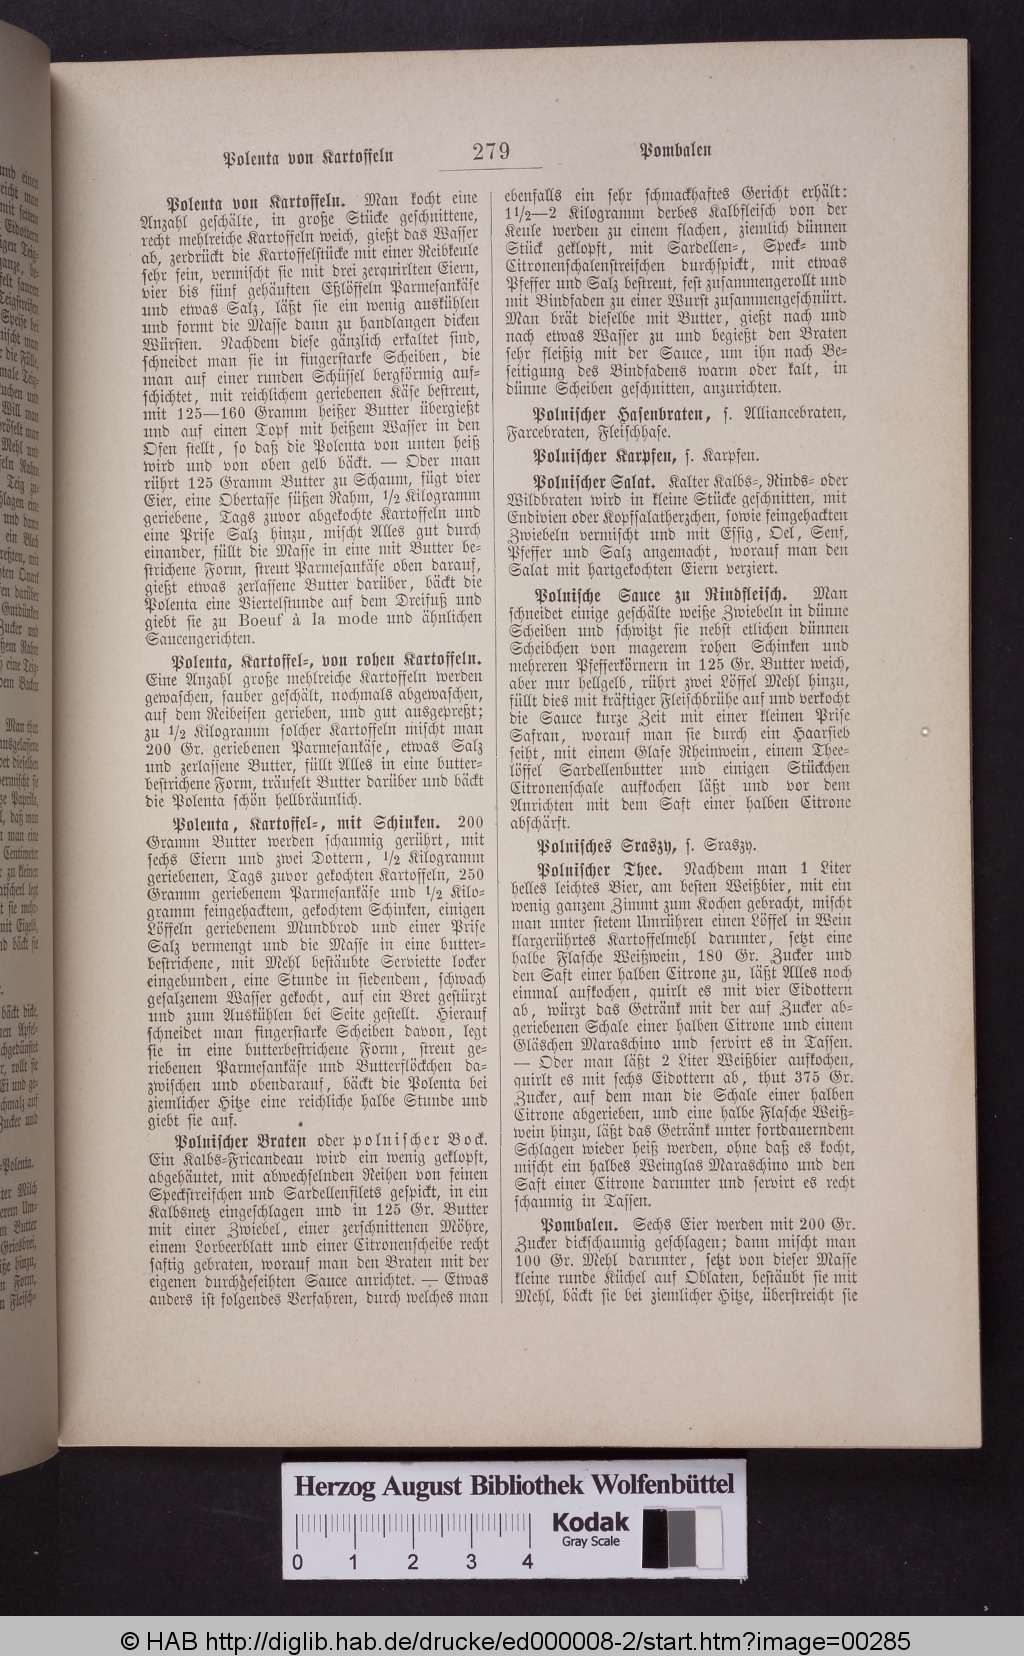 Polenta von Kartoffeln
279
Pombalen
Polenta von Kartoffeln. Man kocht eine
Anzahl geschälte, in große Stücke geschnittene,
recht mehlreiche Kartoffeln weich, gießt das Wasser
ab, zerdrückt die Kartoffelstücke mit einer Reibkeule
sehr fein, vermischt sie mit drei zerquirlten Eiern,
vier bis fünf gehäuften Eßlöffeln Parmesankäse
und etwas Salz, läßt sie ein wenig auskühlen
und formt die Masse dann zu handlangen dicken
Würsten. Nachdem diese gänzlich erkaltet sind,
schneidet man sie in fingerstarke Scheiben, die
man auf einer runden Schüssel bergförmig auf-
schichtet, mit reichlichem geriebenen Käse bestreut,
mit 125—160 Gramm heißer Butter übergießt
und auf einen Topf mit heißem Wasser in den
Ofen stellt, so daß die Polenta von unten heiß
wird und von oben gelb bäckt. — Oder man
rührt 125 Gramm Butter zu Schaum, fügt vier
Eier, eine Obertasse süßen Rahm, 1/2 Kilogramm
geriebene, Tags zuvor abgekochte Kartoffeln und
eine Prise Salz hinzu, mischt Alles gut durch
einander, füllt die Masse in eine mit Butter be-
strichene Form, streut Parmesankäse oben darauf,
gießt etwas zerlassene Butter darüber, bäckt die
Polenta eine Viertelstunde auf dem Dreifuß und
giebt sie zu Boeuf à la mode und ähnlichen
Saucengerichten.
Polenta, Kartoffel-, von rohen Kartoffeln.
Eine Anzahl große mehlreiche Kartoffeln werden
gewaschen, sauber geschält, nochmals abgewaschen,
auf dem Reibeisen gerieben, und gut ausgepreßt;
zu 1/2 Kilogramm solcher Kartoffeln mischt man
200 Gr. geriebenen Parmesankäse, etwas Salz
und zerlassene Butter, füllt Alles in eine butter-
bestrichene Form, träufelt Butter darüber und bäckt
die Polenta schön hellbräunlich.
Polenta, Kartoffel-, mit Schinken. 200
Gramm Butter werden schaumig gerührt, mit
sechs Eiern und zwei Dottern, 1/2 Kilogramm
geriebenen, Tags zuvor gekochten Kartoffeln, 250
Gramm geriebenem Parmesankäse und 1/2 Kilo-
gramm feingehacktem, gekochtem Schinken, einigen
Löffeln geriebenem Mundbrod und einer Prise
Salz vermengt und die Masse in eine butter-
bestrichene, mit Mehl bestäubte Serviette locker
eingebunden, eine Stunde in siedendem, schwach
gesalzenem Wasser gekocht, auf ein Bret gestürzt
und zum Auskühlen bei Seite gestellt. Hierauf
schneidet man fingerstarke Scheiben davon, legt
sie in eine butterbestrichene Form, streut ge-
riebenen Parmesankäse und Butterflöckchen da-
zwischen und obendarauf, bäckt die Polenta bei
ziemlicher Hitze eine reichliche halbe Stunde und
giebt sie auf.
Polnischer Braten oder polnischer Bock.
Ein Kalbs-Fricandeau wird ein wenig geklopft,
abgehäutet, mit abwechselnden Reihen von feinen
Speckstreifchen und Sardellenfilets gespickt, in ein
Kalbsnetz eingeschlagen und in 125 Gr. Butter
mit einer Zwiebel, einer zerschnittenen Möhre,
einem Lorbeerblatt und einer Citronenscheibe recht
saftig gebraten, worauf man den Braten mit der
eigenen durchgeseihten Sauce anrichtet. — Etwas
anders ist folgendes Verfahren, durch welches man
ebenfalls ein sehr schmackhaftes Gericht erhält:
1 1/2—2 Kilogramm derbes Kalbfleisch von der
Keule werden zu einem flachen, ziemlich dünnen
Stück geklopft, mit Sardellen-, Speck- und
Citronenschalenstreifchen durchspickt, mit etwas
Pfeffer und Salz bestreut, fest zusammengerollt und
mit Bindfaden zu einer Wurst zusammengeschnürt.
Man brät dieselbe mit Butter, gießt nach und
nach etwas Wasser zu und begießt den Braten
sehr fleißig mit der Sauce, um ihn nach Be-
seitigung des Bindfadens warm oder kalt, in
dünne Scheiben geschnitten, anzurichten.
Polnischer Hasenbraten, s. Alliancebraten,
Farcebraten, Fleischhase.
Polnischer Karpfen, s. Karpfen.
Polnischer Salat. Kalter Kalbs-, Rinds- oder
Wildbraten wird in kleine Stücke geschnitten, mit
Endivien oder Kopfsalatherzchen, sowie feingehackten
Zwiebeln vermischt und mit Essig, Oel, Senf,
Pfeffer und Salz angemacht, worauf man den
Salat mit hartgekochten Eiern verziert.
Polnische Sauce zu Rindfleisch. Man
schneidet einige geschälte weiße Zwiebeln in dünne
Scheiben und schwitzt sie nebst etlichen dünnen
Scheibchen von magerem rohen Schinken und
mehreren Pfefferkörnern in 125 Gr. Butter weich,
aber nur hellgelb, rührt zwei Löffel Mehl hinzu,
füllt dies mit kräftiger Fleischbrühe auf und verkocht
die Sauce kurze Zeit mit einer kleinen Prise
Safran, worauf man sie durch ein Haarsieb
seiht, mit einem Glase Rheinwein, einem Thee-
löffel Sardellenbutter und einigen Stückchen
Citronenschale aufkochen läßt und vor dem
Anrichten mit dem Saft einer halben Citrone
abschärft.
Polnisches Sraszy, s. Sraszy.
Polnischer Thee. Nachdem man 1 Liter
helles leichtes Bier, am besten Weißbier, mit ein
wenig ganzem Zimmt zum Kochen gebracht, mischt
man unter stetem Umrühren einen Löffel in Wein
klargerührtes Kartoffelmehl darunter, setzt eine
halbe Flasche Weißwein, 180 Gr. Zucker und
den Saft einer halben Citrone zu, läßt Alles noch
einmal aufkochen, quirlt es mit vier Eidottern
ab, würzt das Getränk mit der auf Zucker ab-
geriebenen Schale einer halben Citrone und einem
Gläschen Maraschino und servirt es in Tassen.
— Oder man läßt 2 Liter Weißbier aufkochen,
quirlt es mit sechs Eidottern ab, thut 375 Gr.
Zucker, auf dem man die Schale einer halben
Citrone abgerieben, und eine halbe Flasche Weiß-
wein hinzu, läßt das Getränk unter fortdauerndem
Schlagen wieder heiß werden, ohne daß es kocht,
mischt ein halbes Weinglas Maraschino und den
Saft einer Citrone darunter und servirt es recht
schaumig in Tassen.
Pombalen. Sechs Eier werden mit 200 Gr.
Zucker dickschaumig geschlagen; dann mischt man
100 Gr. Mehl darunter, setzt von dieser Masse
kleine runde Küchel auf Oblaten, bestäubt sie mit
Mehl, bäckt sie bei ziemlicher Hitze, überstreicht sie
Herzog August Bibliothek Wolfenbüttel
Kodak
Gray Scale
0 1 2 3 4
© HAB http://diglib.hab.de/drucke/ed000008-2/start.htm?image=00285